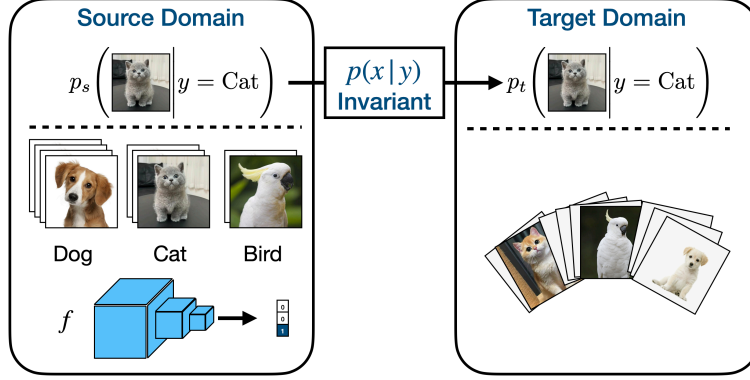 Source Domain
Target Domain
p_s( | y = Cat)
p(x | y)
Invariant
p_t( | y = Cat)
Dog
Cat
Bird
f
0
0
1